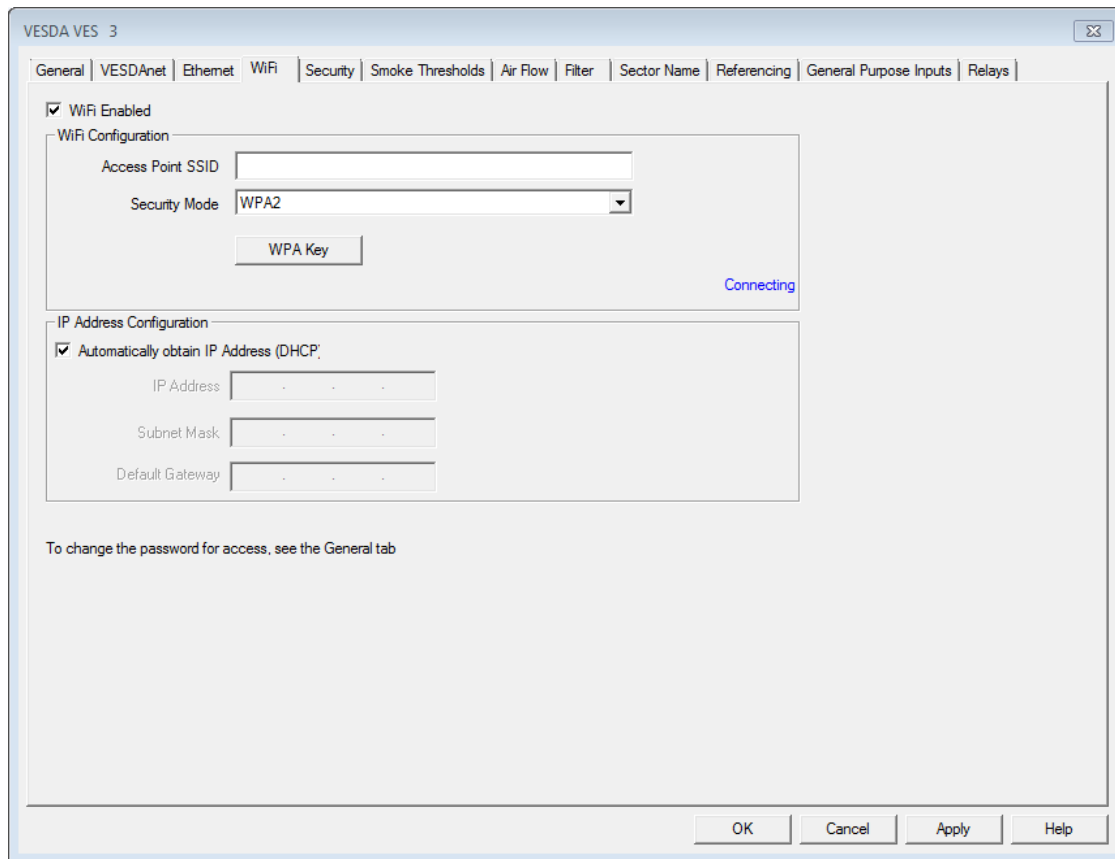 VESDA VES 3
General VESDAnet Ethernet WiFi Security Smoke Thresholds Air Flow Filter Sector Name Referencing General Purpose Inputs Relays
WiFi Enabled
WiFi Configuration
Access Point SSID
Security Mode WPA2
WPA Key
Connecting
IP Address Configuration
Automatically obtain IP Address (DHCP)
IP Address . . .
Subnet Mask . . .
Default Gateway . . .
To change the password for access, see the General tab
OK Cancel Apply Help